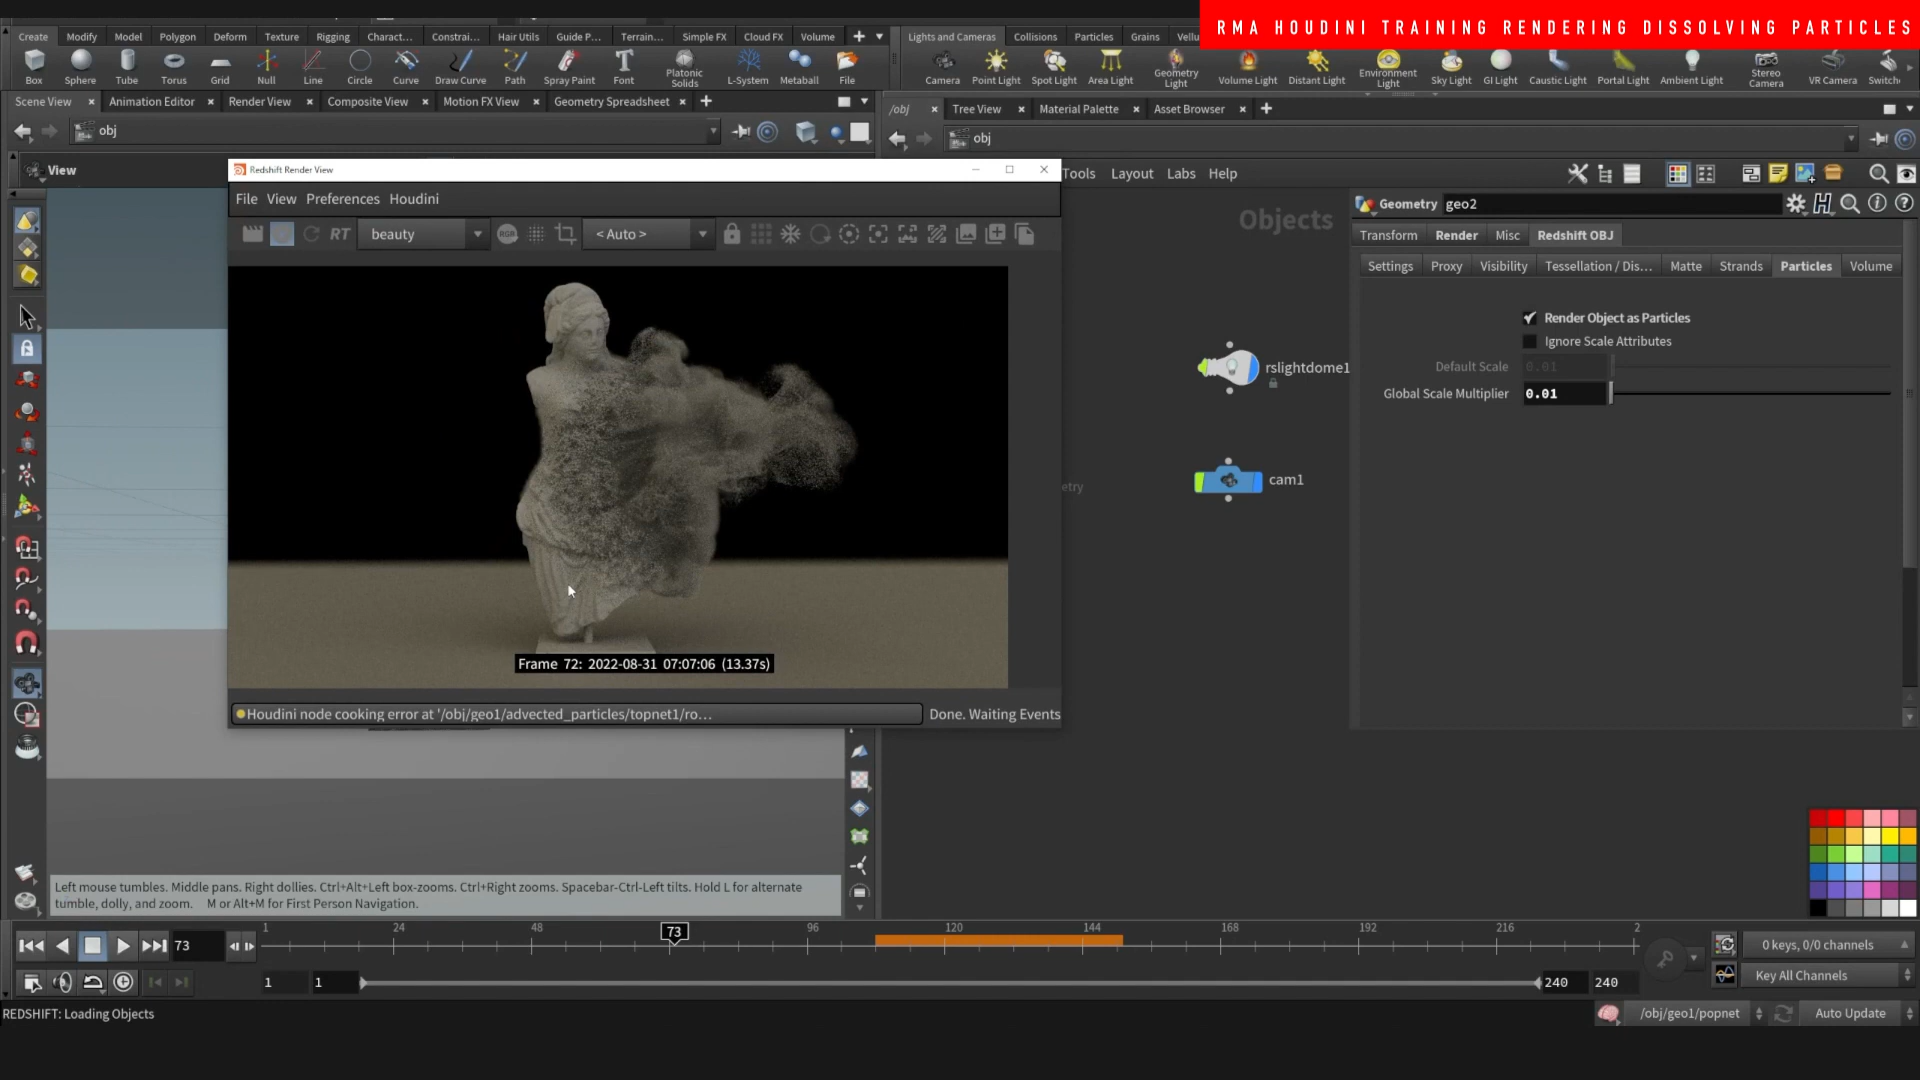 RMA HOUDINI TRAINING RENDERING DISSOLVING PARTICLES
Create Modify Model Polygon Deform Texture Rigging Charact... Constrai... Hair Utils Guide P... Terrain... Simple FX Cloud FX Volume
Box Sphere Tube Torus Grid Null Line Circle Curve Draw Curve Path Spray Paint Font Platonic Solids L-System Metaball File
Lights and Cameras Collisions Particles Grains
Camera Point Light Spot Light Area Light Geometry Light Volume Light Distant Light Environment Light Sky Light GI Light Caustic Light Portal Light Ambient Light Stereo Camera VR Camera Switch
Scene View Animation Editor Render View Composite View Motion FX View Geometry Spreadsheet
/obj Tree View Material Palette Asset Browser
obj
obj
View
Redshift Render View
File View Preferences Houdini
RT beauty RGB < Auto >
Tools Layout Labs Help
Objects
Geometry geo2
Transform Render Misc Redshift OBJ
Settings Proxy Visibility Tessellation / Dis... Matte Strands Particles Volume
Render Object as Particles
Ignore Scale Attributes
Default Scale 0.01
Global Scale Multiplier 0.01
rslightdome1
cam1
etry
Frame 72: 2022-08-31 07:07:06 (13.37s)
Houdini node cooking error at '/obj/geo1/advected_particles/topnet1/ro...
Done. Waiting Events
Left mouse tumbles. Middle pans. Right dollies. Ctrl+Alt+Left box-zooms. Ctrl+Right zooms. Spacebar-Ctrl-Left tilts. Hold L for alternate
tumble, dolly, and zoom. M or Alt+M for First Person Navigation.
73
1 24 48 73 96 120 144 168 192 216 2
0 keys, 0/0 channels
1 1 240 240
Key All Channels
REDSHIFT: Loading Objects
/obj/geo1/popnet
Auto Update